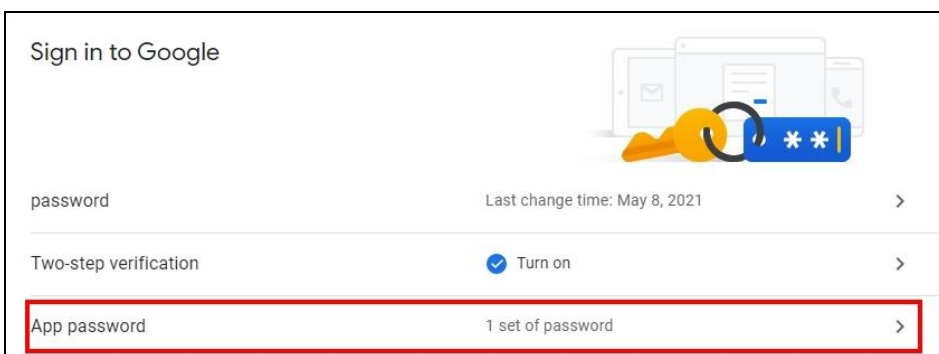 Sign in to Google
**
password Last change time: May 8, 2021
Two-step verification Turn on
App password 1 set of password